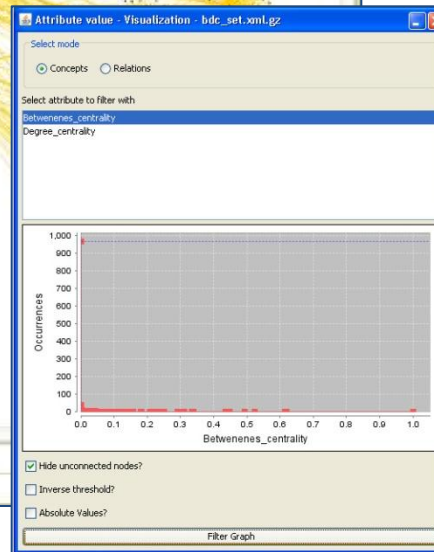 Attribute value - Visualization - bdc_set.xml.gz
Select mode
Concepts Relations
Select attribute to filter with
Betwenenes_centrality
Degree_centrality
1,000
900
800
700
600
500
400
300
200
100
0
Occurrences
0.0 0.1 0.2 0.3 0.4 0.5 0.6 0.7 0.8 0.9 1.0
Betwenenes_centrality
Hide unconnected nodes?
Inverse threshold?
Absolute Values?
Filter Graph